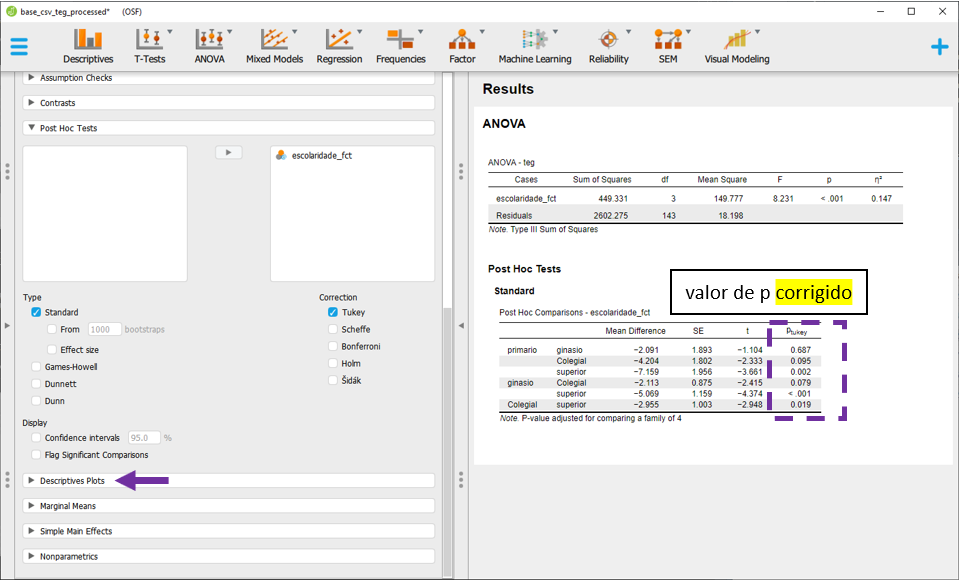 base_csv_teg_processed* (OSF)
Descriptives T-Tests ANOVA Mixed Models Regression Frequencies Factor Machine Learning Reliability SEM Visual Modeling
Assumption Checks
Contrasts
Post Hoc Tests
escolaridade_fct
Type
Standard
From 1000 bootstraps
Effect size
Games-Howell
Dunnett
Dunn
Correction
Tukey
Scheffe
Bonferroni
Holm
Šidák
Display
Confidence intervals 95.0 %
Flag Significant Comparisons
Descriptives Plots
Marginal Means
Simple Main Effects
Nonparametrics
Results
ANOVA
ANOVA - teg
Cases Sum of Squares df Mean Square F p η²
escolaridade_fct 449.331 3 149.777 8.231 < .001 0.147
Residuals 2602.275 143 18.198
Note. Type III Sum of Squares
Post Hoc Tests
Standard
valor de p corrigido
Post Hoc Comparisons - escolaridade_fct
Mean Difference SE t ptukey
primario ginasio −2.091 1.893 −1.104 0.687
Colegial −4.204 1.802 −2.333 0.095
superior −7.159 1.956 −3.661 0.002
ginasio Colegial −2.113 0.875 −2.415 0.079
superior −5.069 1.159 −4.374 < .001
Colegial superior −2.955 1.003 −2.948 0.019
Note. P-value adjusted for comparing a family of 4